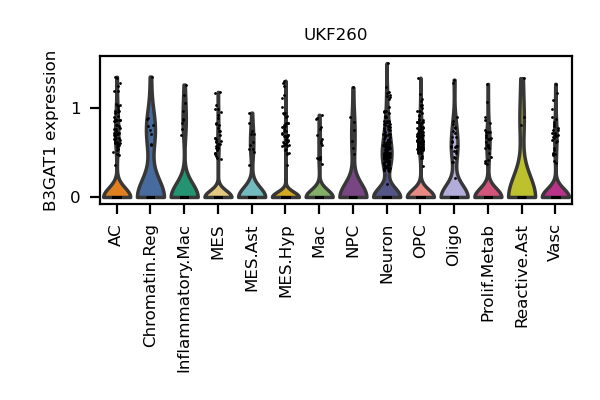 UKF260
B3GAT1 expression
1
0
AC
Chromatin.Reg
Inflammatory.Mac
MES
MES.Ast
MES.Hyp
Mac
NPC
Neuron
OPC
Oligo
Prolif.Metab
Reactive.Ast
Vasc